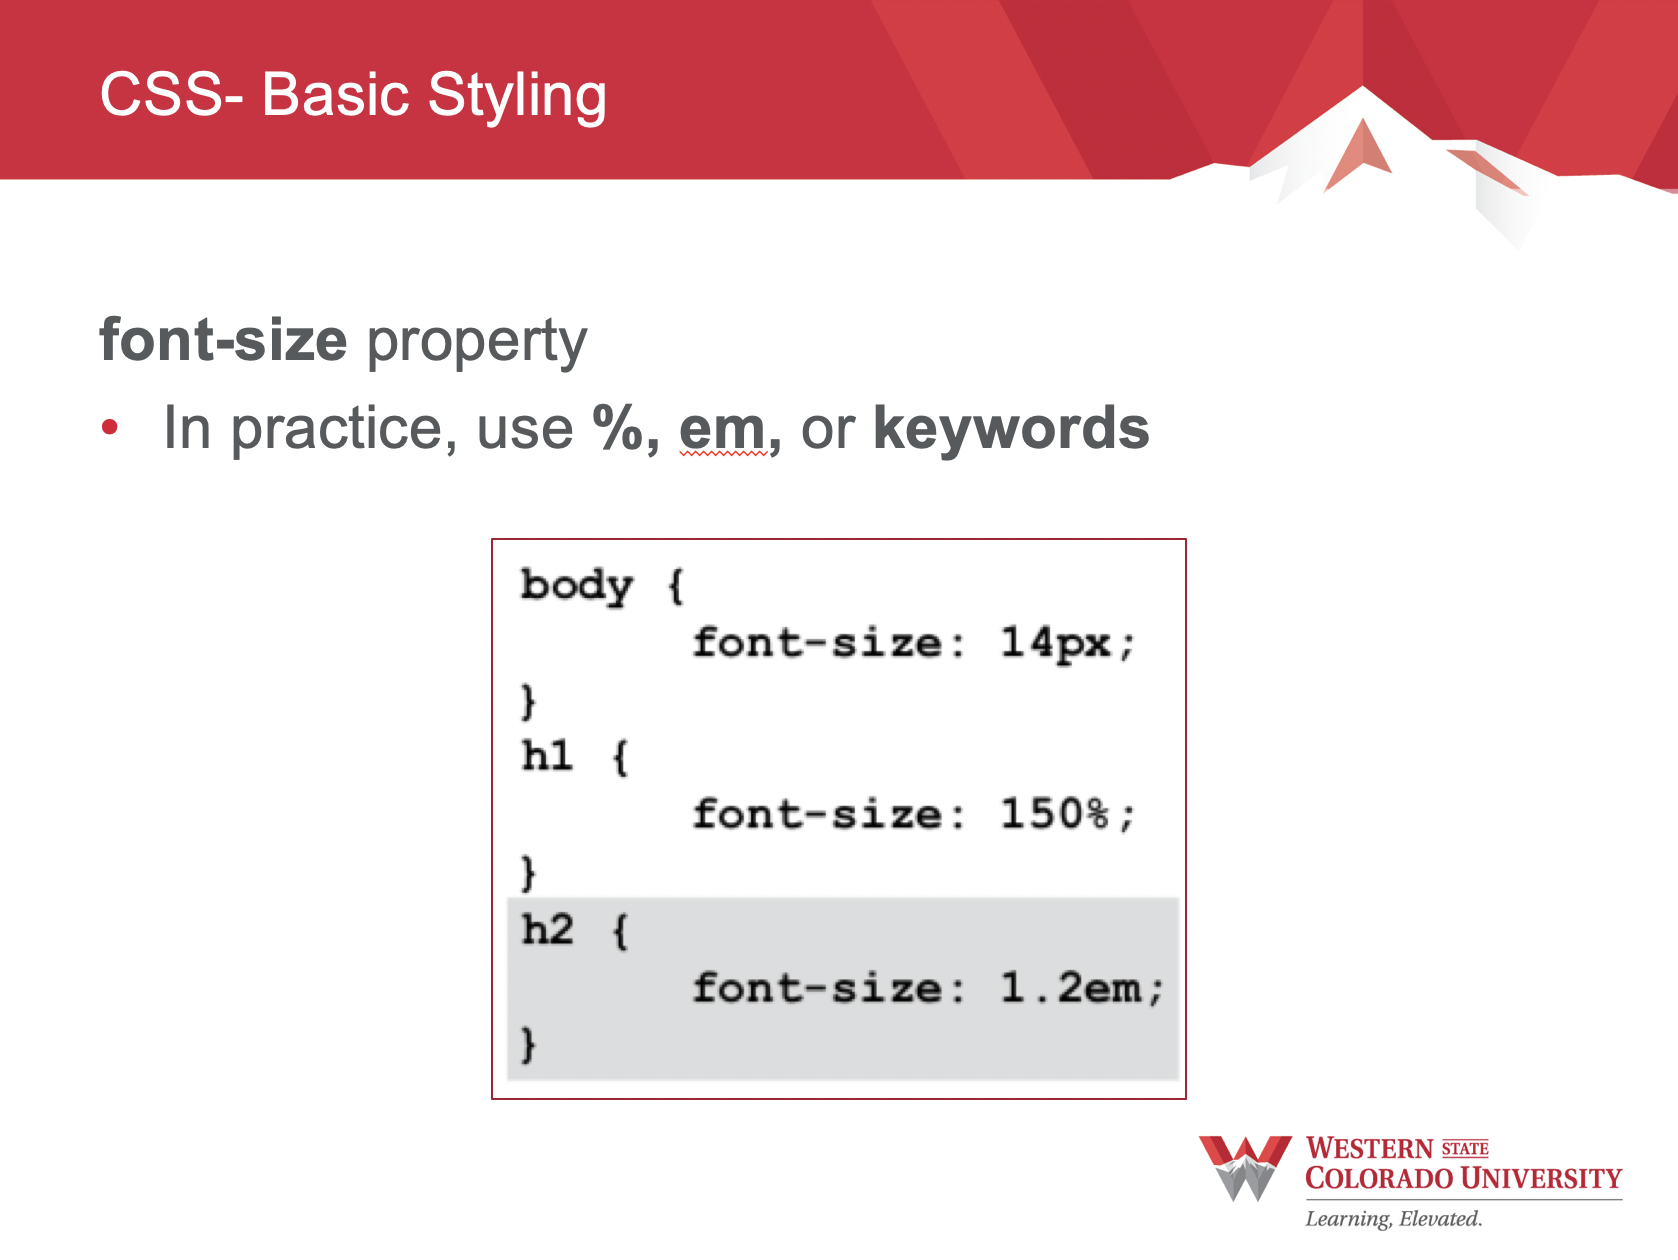 CSS- Basic Styling
font-size property
• In practice, use %, em, or keywords
body {
font-size: 14px;
}
h1 {
font-size: 150%;
}
h2 {
font-size: 1.2em;
}
WESTERN STATE
COLORADO UNIVERSITY
Learning, Elevated.